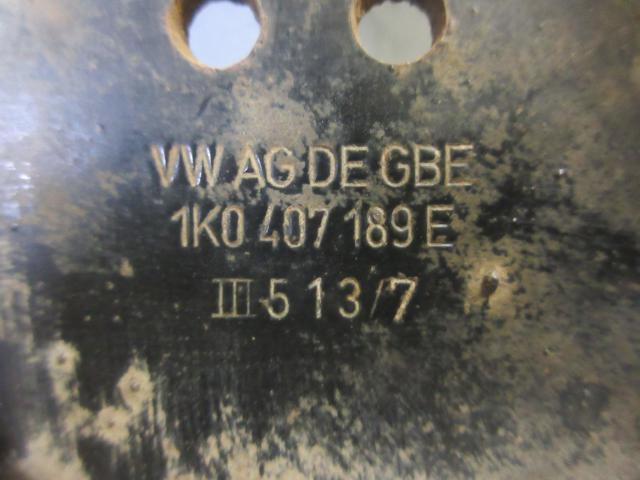 VW AG DE GBE
1K0 407 189 E
III 5 13/7